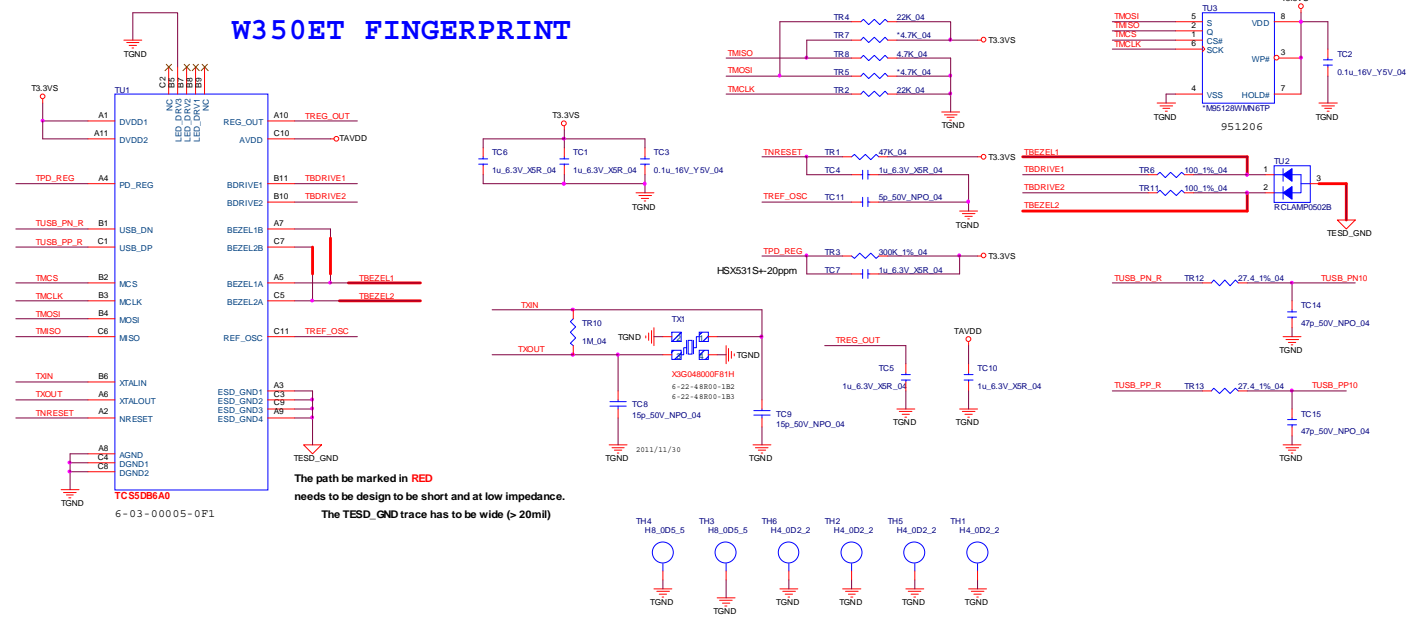 W350ET FINGERPRINT
TGND
T3.3VS
TU1
C2
B5
B7
B8
B9
NC
LED_DRV3
LED_DRV2
LED_DRV1
NC
A1 DVDD1
A11 DVDD2
TPD_REG A4 PD_REG
TUSB_PN_R B1 USB_DN
TUSB_PP_R C1 USB_DP
TMCS B2 MCS
TMCLK B3 MCLK
TMOSI B4 MOSI
TMISO C6 MISO
TXIN B6 XTALIN
TXOUT A6 XTALOUT
TNRESET A2 NRESET
A8 AGND
C4 DGND1
C8 DGND2
TGND
REG_OUT A10 TREG_OUT
AVDD C10 TAVDD
BDRIVE1 B11 TBDRIVE1
BDRIVE2 B10 TBDRIVE2
BEZEL1B A7
BEZEL2B C7
BEZEL1A A5 TBEZEL1
BEZEL2A C5 TBEZEL2
REF_OSC C11 TREF_OSC
ESD_GND1 A3
ESD_GND2 C3
ESD_GND3 C9
ESD_GND4 A9
TESD_GND
TCS5DB6A0
6-03-00005-0F1
The path be marked in RED
needs to be design to be short and at low impedance.
The TESD_GND trace has to be wide (> 20mil)
T3.3VS
TC6
1u_6.3V_X5R_04
TC1
1u_6.3V_X5R_04
TC3
0.1u_16V_Y5V_04
TGND
TR4 22K_04
TR7 *4.7K_04 T3.3VS
TMISO TR8 4.7K_04
TMOSI TR5 *4.7K_04
TMCLK TR2 22K_04
TGND
TNRESET TR1 47K_04 T3.3VS
TC4 1u_6.3V_X5R_04
TREF_OSC TC11 5p_50V_NPO_04
TGND
TPD_REG TR3 300K_1%_04 T3.3VS
HSX531S+-20ppm TC7 1u_6.3V_X5R_04
TXIN
TR10
1M_04
TXOUT
TGND
TX1
1
2
TGND
X3G048000F81H
6-22-48R00-1B2
6-22-48R00-1B3
TC8
15p_50V_NPO_04
TC9
15p_50V_NPO_04
TGND 2011/11/30 TGND
TREG_OUT
TC5
1u_6.3V_X5R_04
TGND
TAVDD
TC10
1u_6.3V_X5R_04
TGND
TU3
TMOSI 5 S
TMISO 2 Q
TMCS 1 CS#
TMCLK 6 SCK
VDD 8
WP# 3
4 VSS
HOLD# 7
*M95128WMN6TP
951206
TGND
TC2
0.1u_16V_Y5V_04
TGND
TBEZEL1
TBDRIVE1 TR6 100_1%_04
TBDRIVE2 TR11 100_1%_04
TBEZEL2
TU2
1
2
3
RCLAMP0502B
TESD_GND
TUSB_PN_R TR12 27.4_1%_04 TUSB_PN10
TC14
47p_50V_NPO_04
TGND
TUSB_PP_R TR13 27.4_1%_04 TUSB_PP10
TC15
47p_50V_NPO_04
TGND
TH4
H8_0D5_5
TH3
H8_0D5_5
TH6
H4_0D2_2
TH2
H4_0D2_2
TH5
H4_0D2_2
TH1
H4_0D2_2
TGND
TGND
TGND
TGND
TGND
TGND